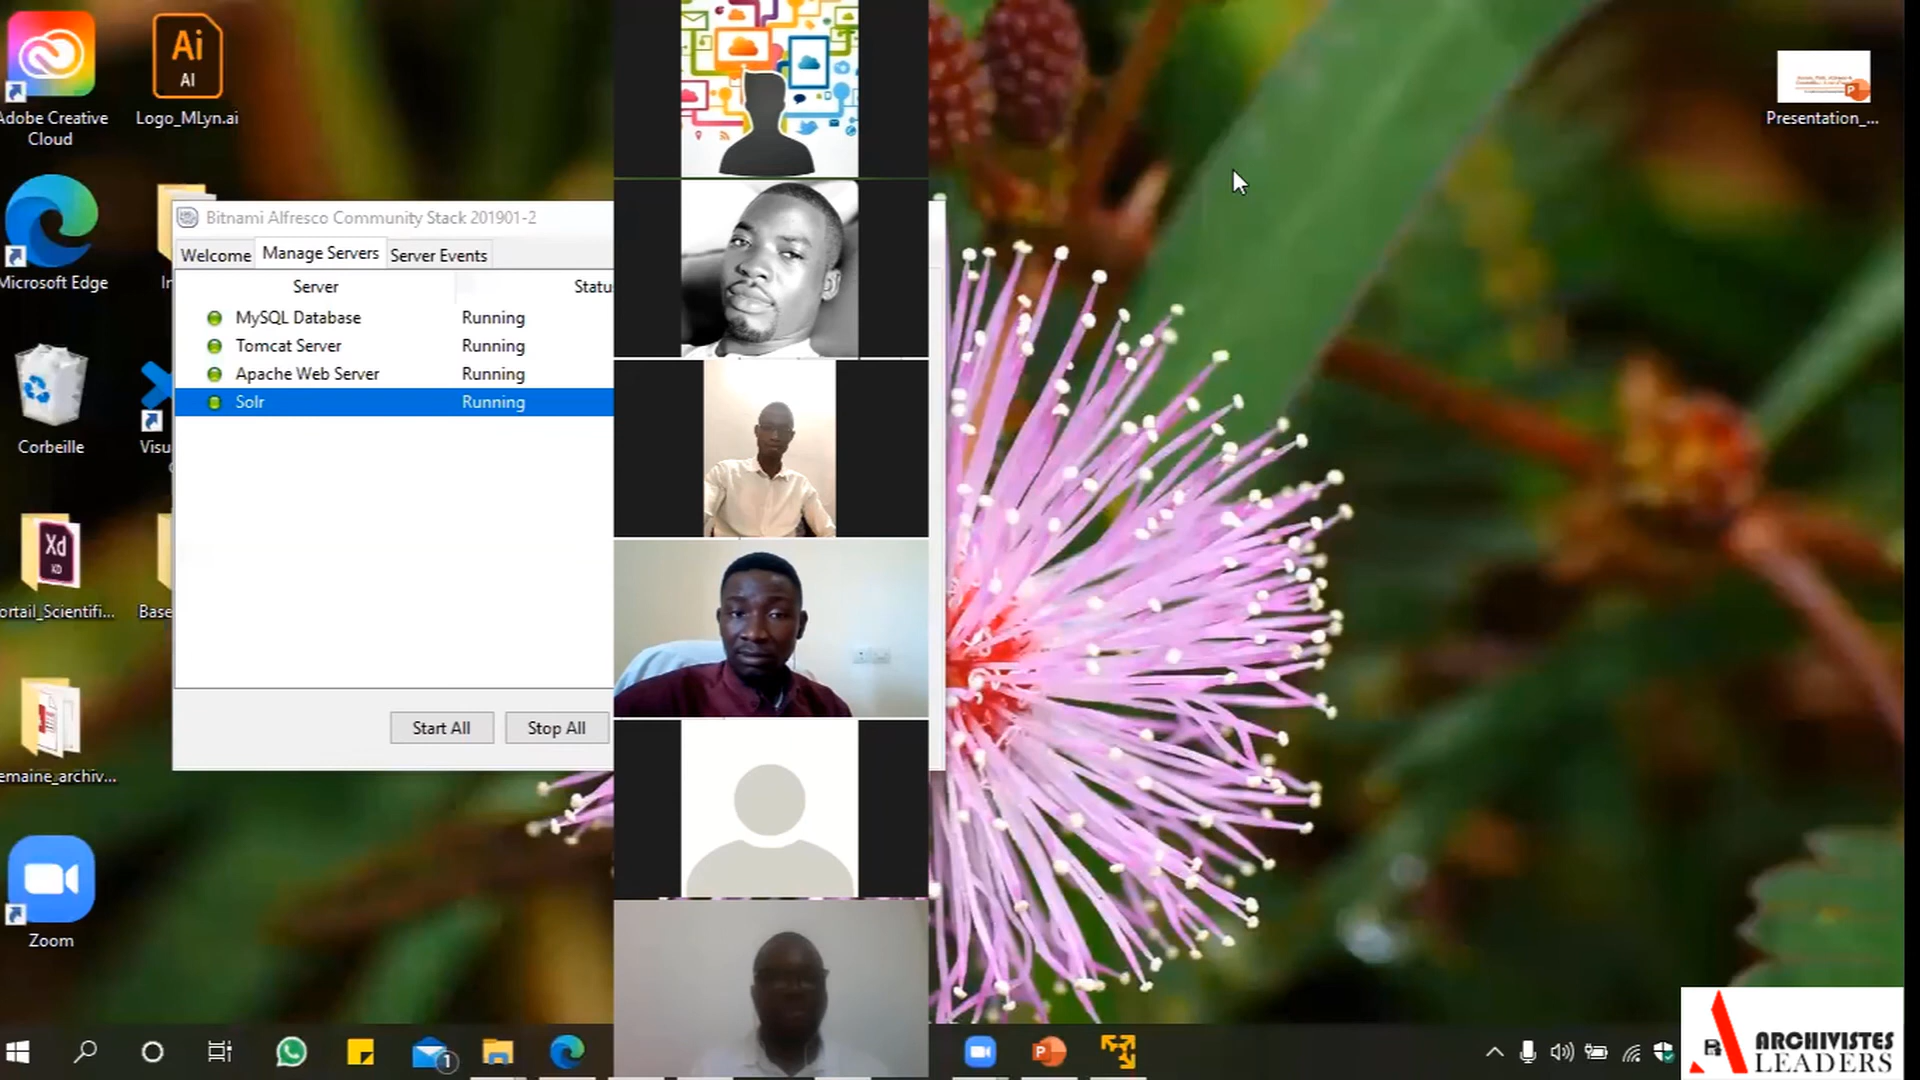 Adobe Creative
Cloud
Ai
AI
Logo_MLyn.ai
Presentation_...
Microsoft Edge
Corbeille
Xd
XD
ortail_Scientifi...
Base
emaine_archiv...
Zoom
Visu
Bitnami Alfresco Community Stack 201901-2
Welcome
Manage Servers
Server Events
Server
Statu
MySQL Database Running
Tomcat Server Running
Apache Web Server Running
Solr Running
Start All
Stop All
1
ARCHIVISTES
LEADERS